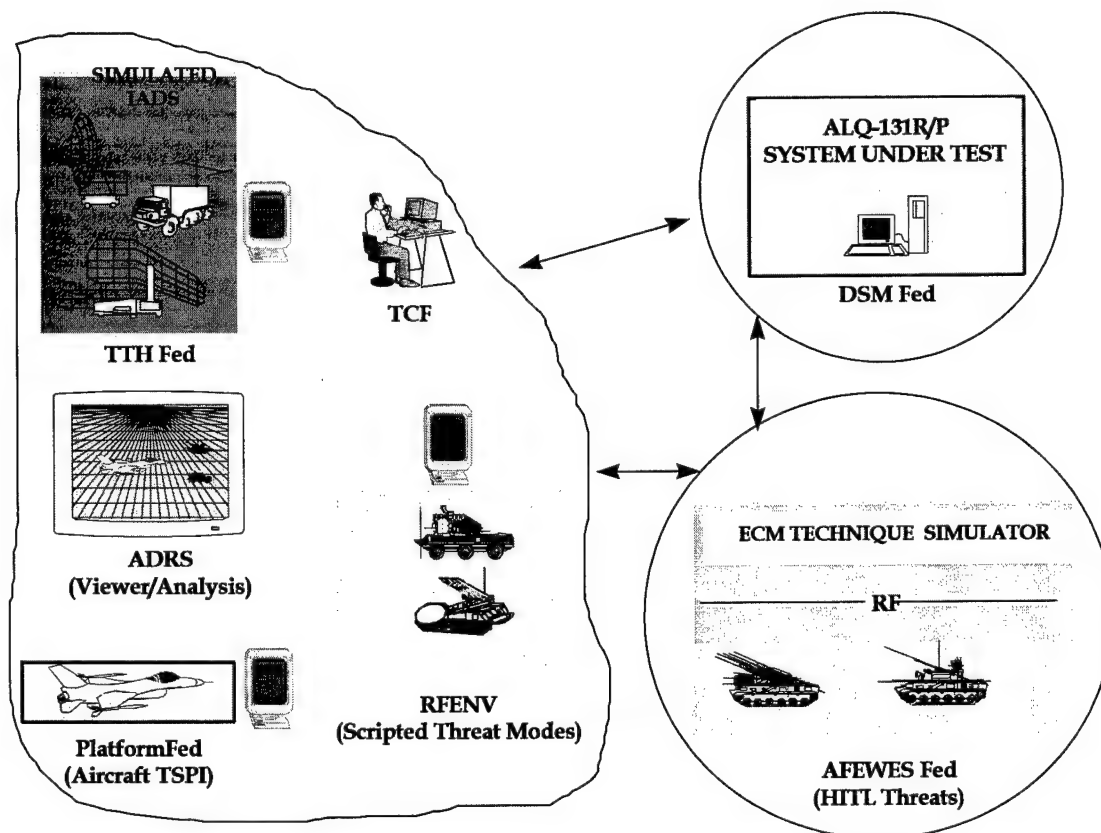 SIMULATED
IADS
TTH Fed
TCF
ADRS
(Viewer/Analysis)
PlatformFed
(Aircraft TSPI)
RFENV
(Scripted Threat Modes)
ALQ-131R/P
SYSTEM UNDER TEST
DSM Fed
ECM TECHNIQUE SIMULATOR
RF
AFEWES Fed
(HITL Threats)